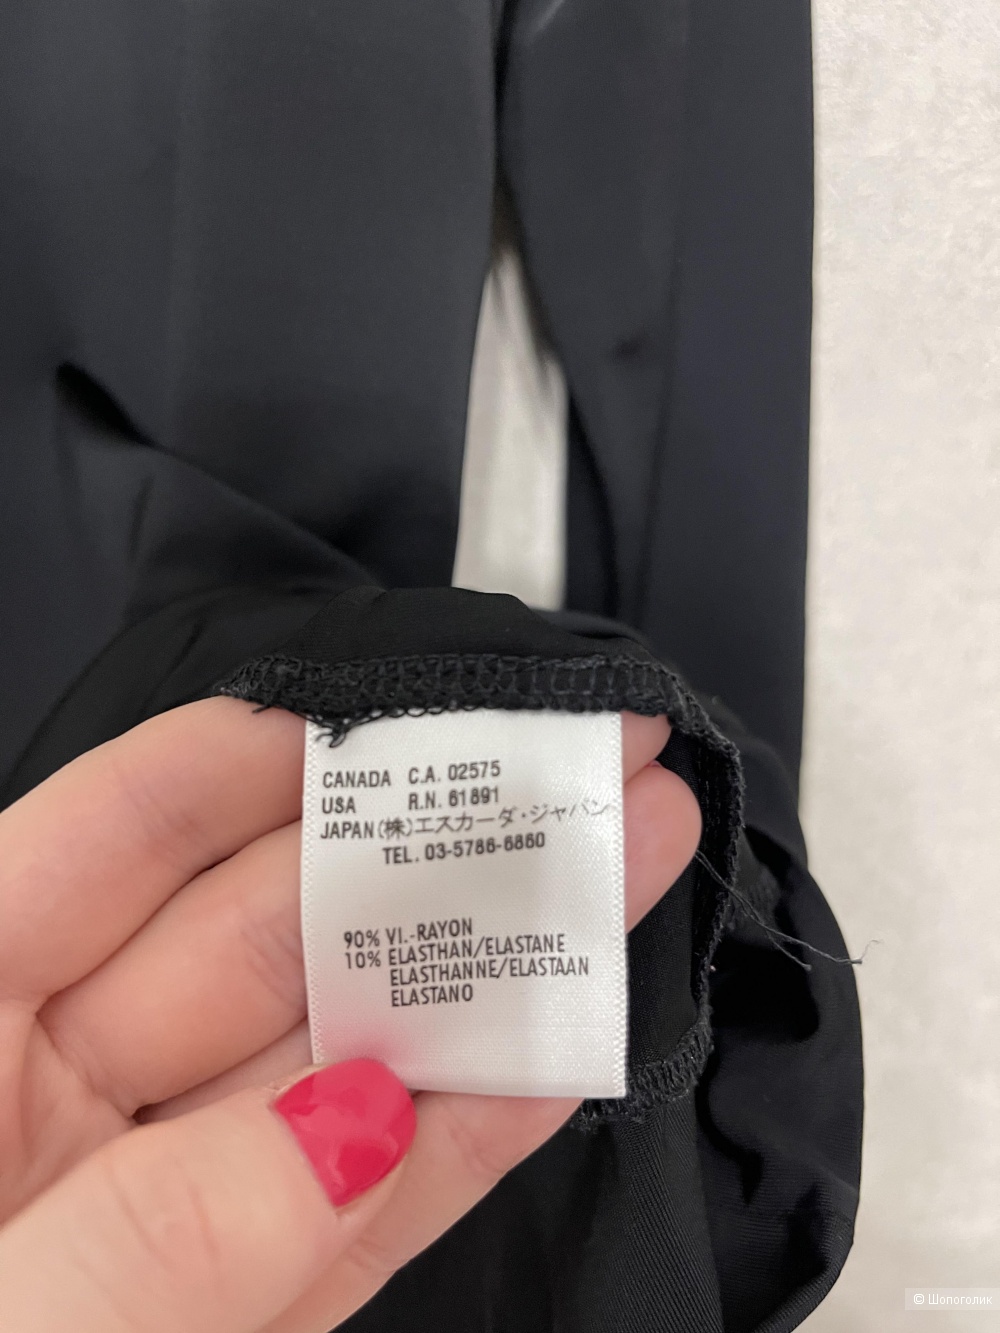 CANADA C.A. 02575
USA R.N. 61891
JAPAN (株)エスカーダ・ジャパン
TEL. 03-5786-6860
90% VI.-RAYON
10% ELASTHAN/ELASTANE
ELASTHANNE/ELASTAAN
ELASTANO
© Шопоголик